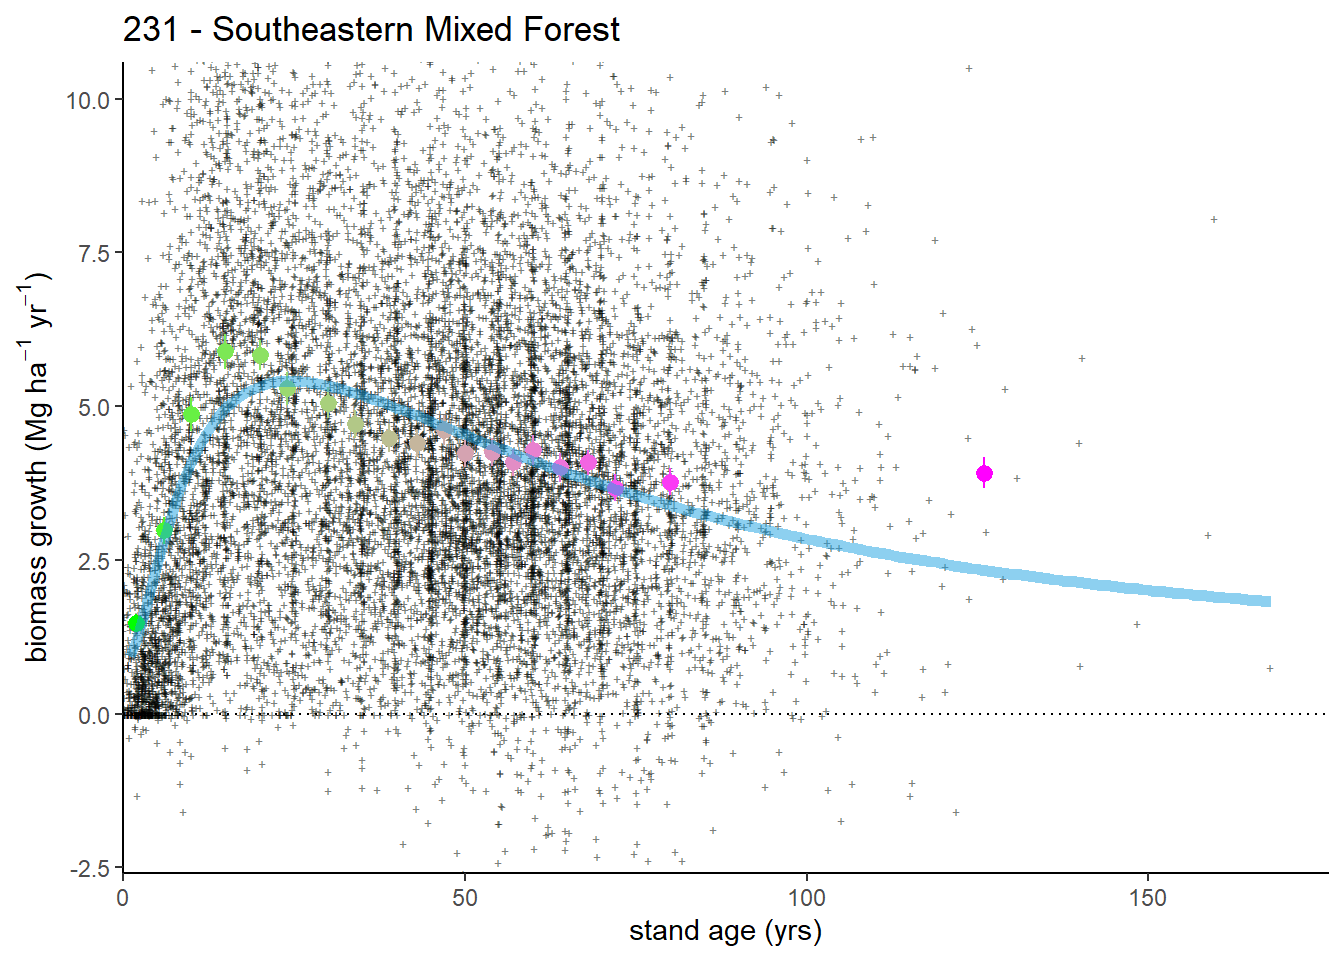 231 - Southeastern Mixed Forest
10.0
7.5
5.0
2.5
0.0
-2.5
biomass growth (Mg ha⁻¹ yr⁻¹)
0 50 100 150
stand age (yrs)